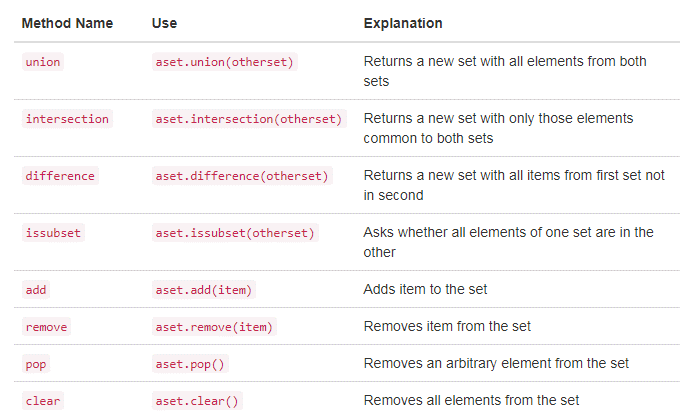 Method Name Use Explanation
union aset.union(otherset) Returns a new set with all elements from both
sets
intersection aset.intersection(otherset) Returns a new set with only those elements
common to both sets
difference aset.difference(otherset) Returns a new set with all items from first set not
in second
issubset aset.issubset(otherset) Asks whether all elements of one set are in the
other
add aset.add(item) Adds item to the set
remove aset.remove(item) Removes item from the set
pop aset.pop() Removes an arbitrary element from the set
clear aset.clear() Removes all elements from the set